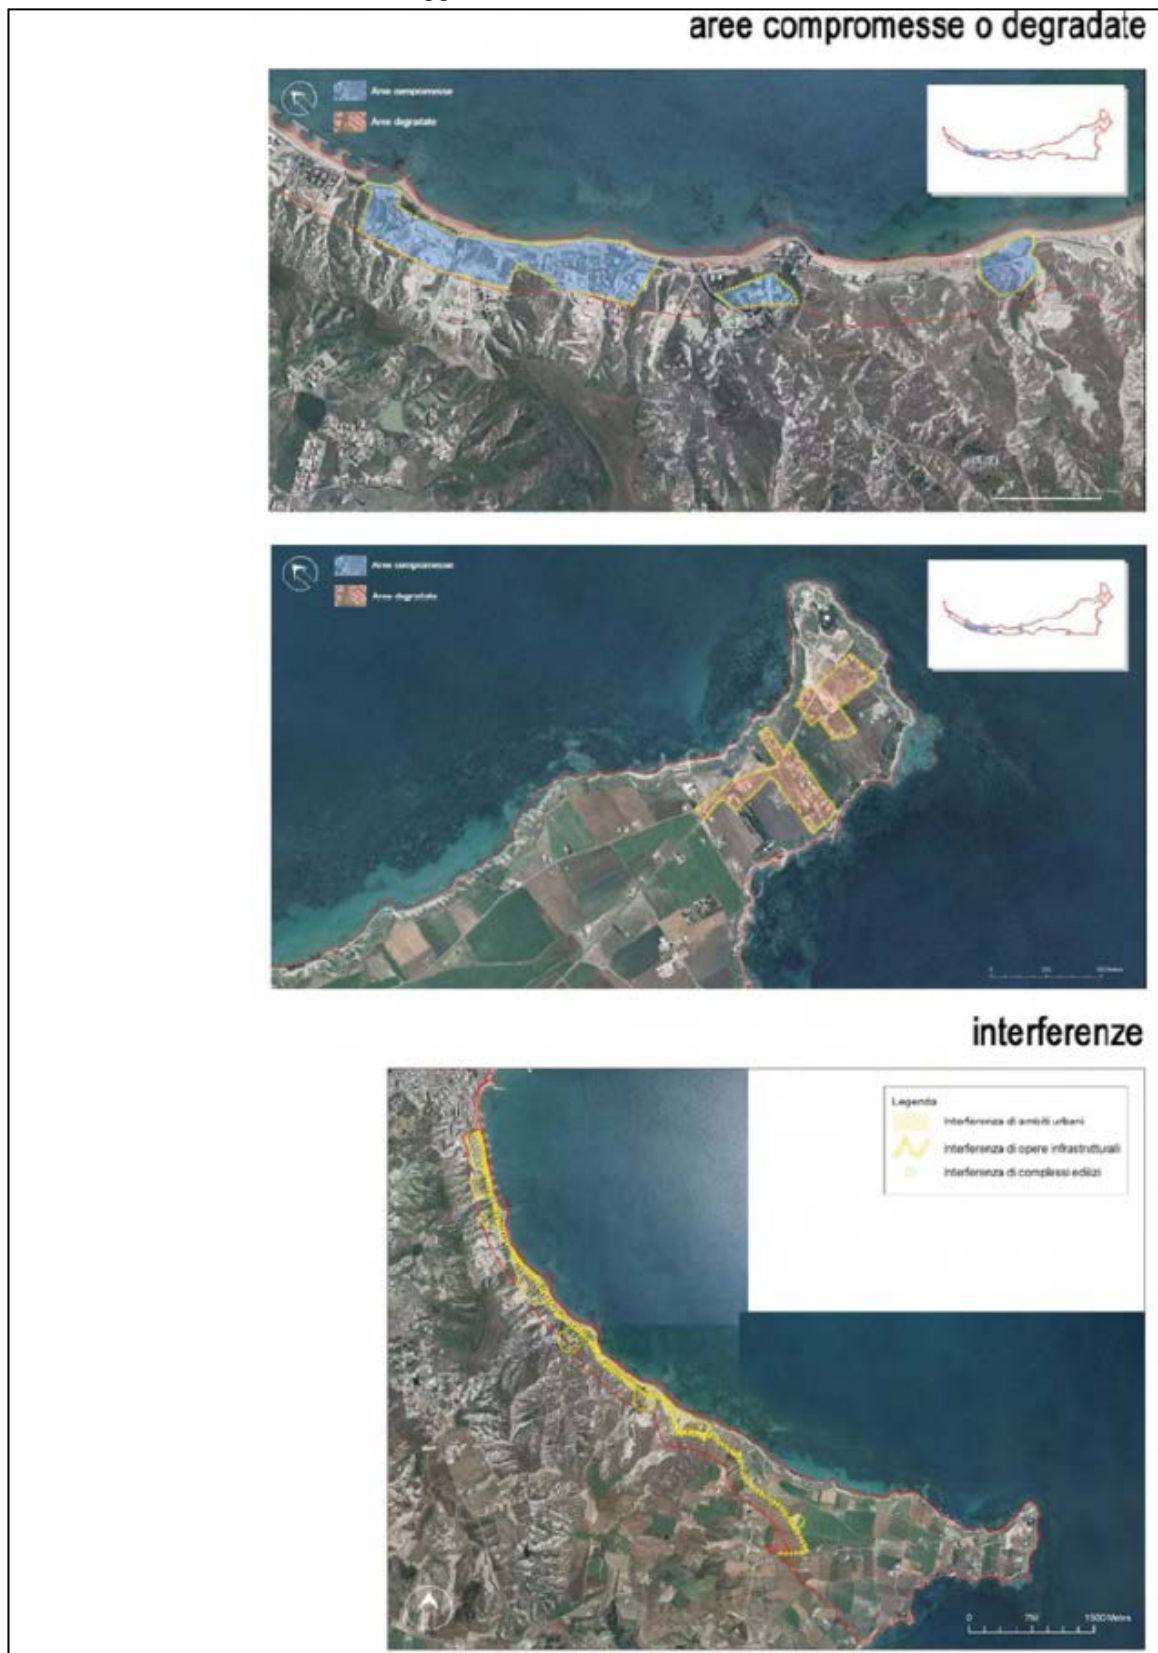 aree compromesse o degradate
Aree compromesse
Aree degradate
Aree compromesse
Aree degradate
interferenze
Legenda
Interferenza di ambiti urbani
Interferenza di opere infrastrutturali
Interferenza di complessi edilizi
0 750 1500 Metri